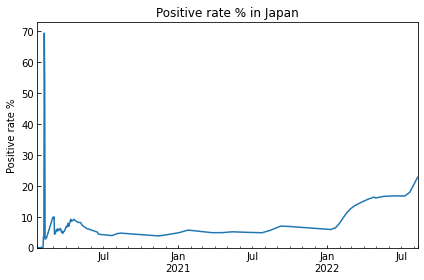 Positive rate % in Japan
Positive rate %
70
60
50
40
30
20
10
0
Jul
Jan
2021
Jul
Jan
2022
Jul